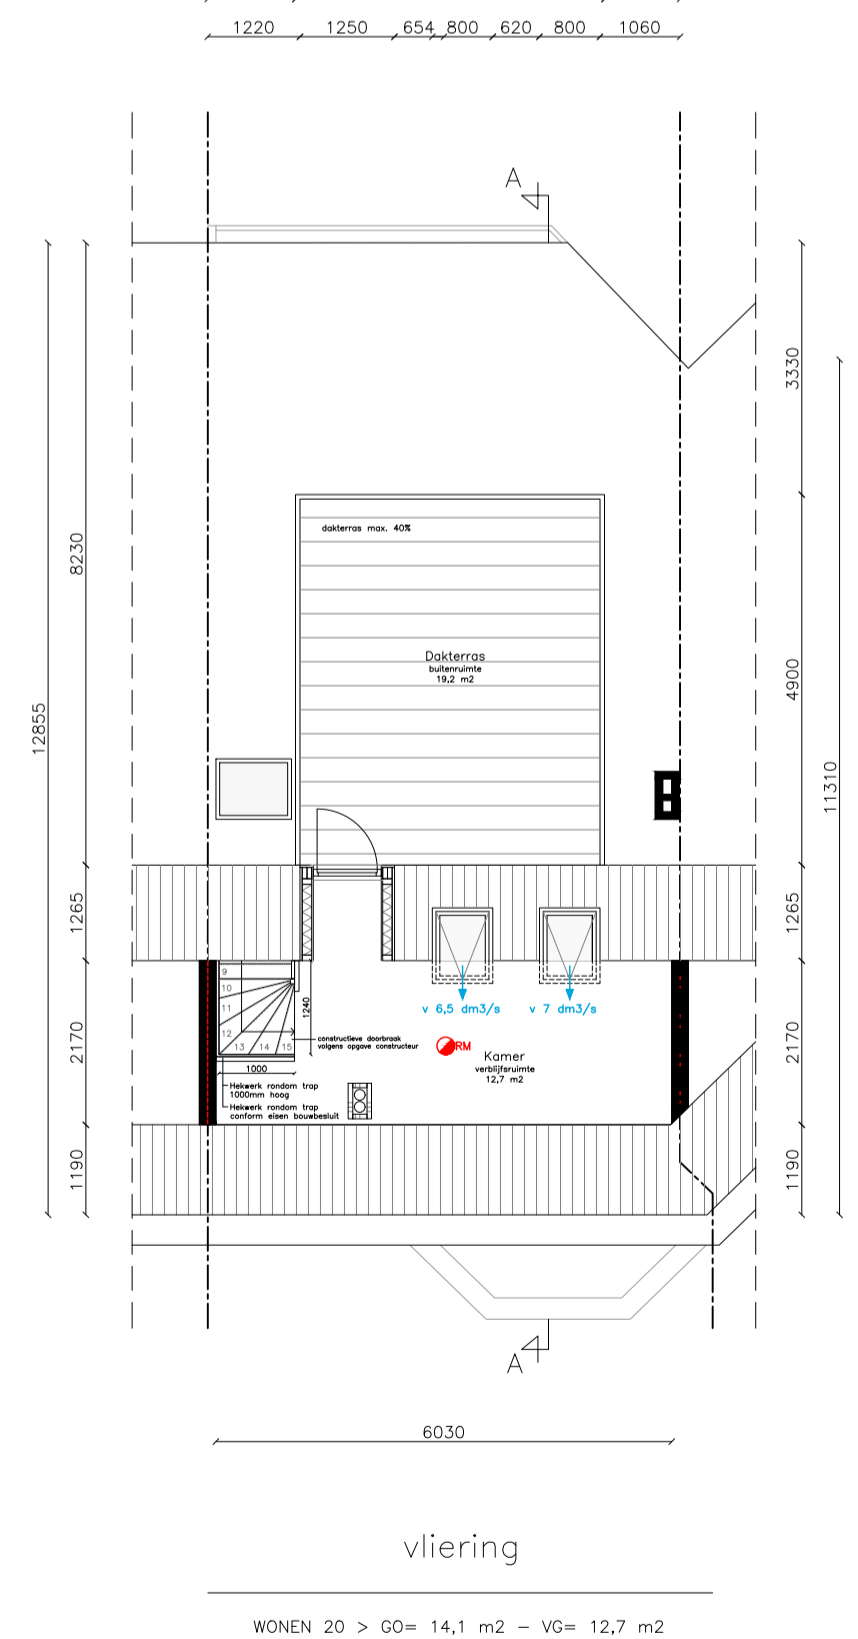 1220 1250 654 800 620 800 1060
A
3330
8230
dakterras max. 40%
Dakterras
buitenruimte
19,2 m2
4900
12855
11310
1265
1265
9
10
11
12
13 14 15
1240
1000
v 6,5 dm3/s
v 7 dm3/s
constructieve doorbraak
volgens opgave constructeur
RM
Kamer
verblijfsruimte
12,7 m2
2170
2170
Hekwerk rondom trap
1000mm hoog
Hekwerk rondom trap
conform eisen bouwbesluit
1190
1190
A
6030
vliering
WONEN 20 > GO= 14,1 m2 – VG= 12,7 m2